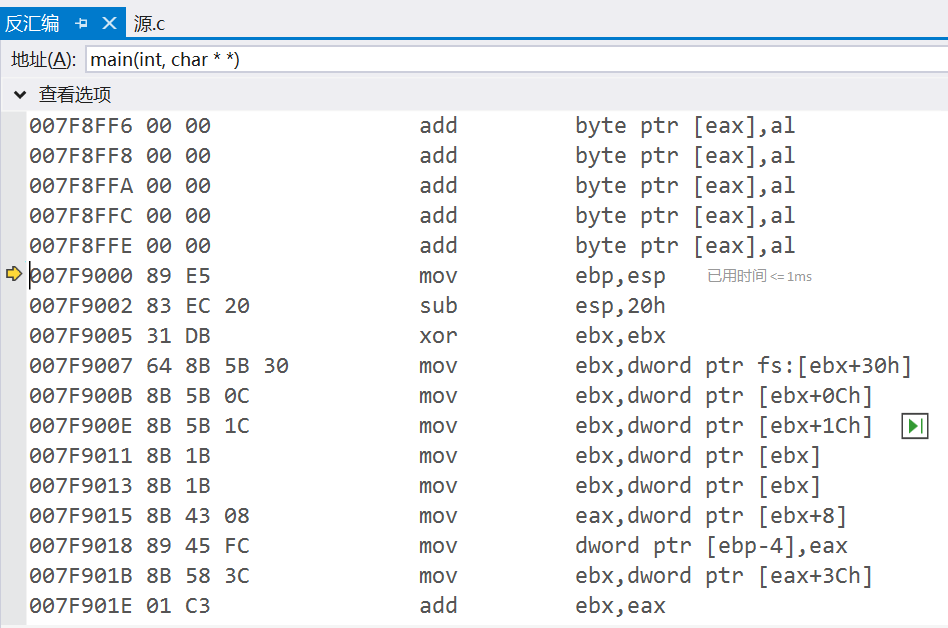 反汇编 源.c
地址(A): main(int, char * *)
查看选项
007F8FF6 00 00 add byte ptr [eax],al
007F8FF8 00 00 add byte ptr [eax],al
007F8FFA 00 00 add byte ptr [eax],al
007F8FFC 00 00 add byte ptr [eax],al
007F8FFE 00 00 add byte ptr [eax],al
007F9000 89 E5 mov ebp,esp 已用时间 <= 1ms
007F9002 83 EC 20 sub esp,20h
007F9005 31 DB xor ebx,ebx
007F9007 64 8B 5B 30 mov ebx,dword ptr fs:[ebx+30h]
007F900B 8B 5B 0C mov ebx,dword ptr [ebx+0Ch]
007F900E 8B 5B 1C mov ebx,dword ptr [ebx+1Ch]
007F9011 8B 1B mov ebx,dword ptr [ebx]
007F9013 8B 1B mov ebx,dword ptr [ebx]
007F9015 8B 43 08 mov eax,dword ptr [ebx+8]
007F9018 89 45 FC mov dword ptr [ebp-4],eax
007F901B 8B 58 3C mov ebx,dword ptr [eax+3Ch]
007F901E 01 C3 add ebx,eax